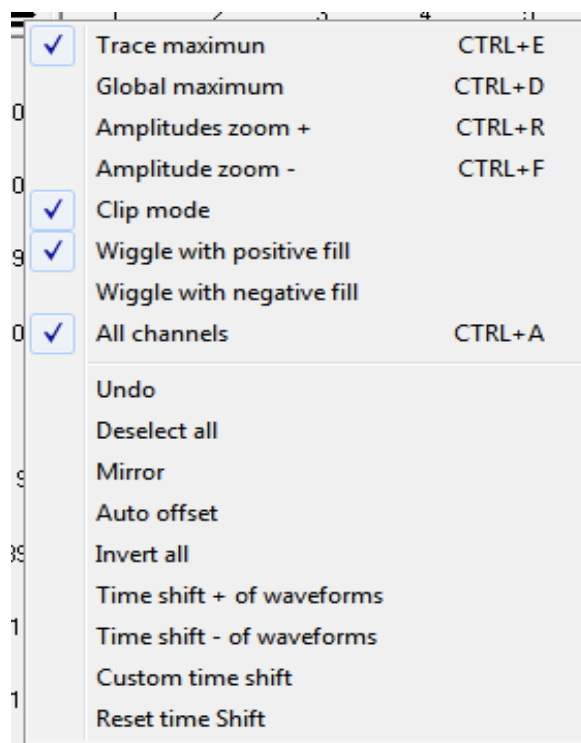 Trace maximun CTRL+E
Global maximum CTRL+D
Amplitudes zoom + CTRL+R
Amplitude zoom - CTRL+F
Clip mode
Wiggle with positive fill
Wiggle with negative fill
All channels CTRL+A
Undo
Deselect all
Mirror
Auto offset
Invert all
Time shift + of waveforms
Time shift - of waveforms
Custom time shift
Reset time Shift